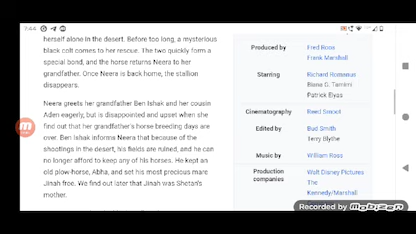 7:44
herself alone in the desert. Before too long, a mysterious
black colt comes to her rescue. The two quickly form a
special bond, and the horse returns Neera to her
grandfather. Once Neera is back home, the stallion
disappears.
Neera greets her grandfather Ben Ishak and her cousin
Aden eagerly, but is disappointed and upset when she
find out that her grandfather's horse breeding days are
over. Ben Ishak informs Neera that because of the
shootings in the desert, his fields are ruined, and he can
no longer afford to keep any of his horses. He kept an
old plow-horse, Abha, and set his most precious mare
Jinah free. We find out later that Jinah was Shetan's
mother.
Produced by
Fred Roos
Frank Marshall
Starring
Richard Romanus
Biana G. Tamimi
Patrick Elyas
Cinematography
Reed Smoot
Edited by
Bud Smith
Terry Blythe
Music by
William Ross
Production
companies
Walt Disney Pictures
The
Kennedy/Marshall
Recorded by
Mobizen